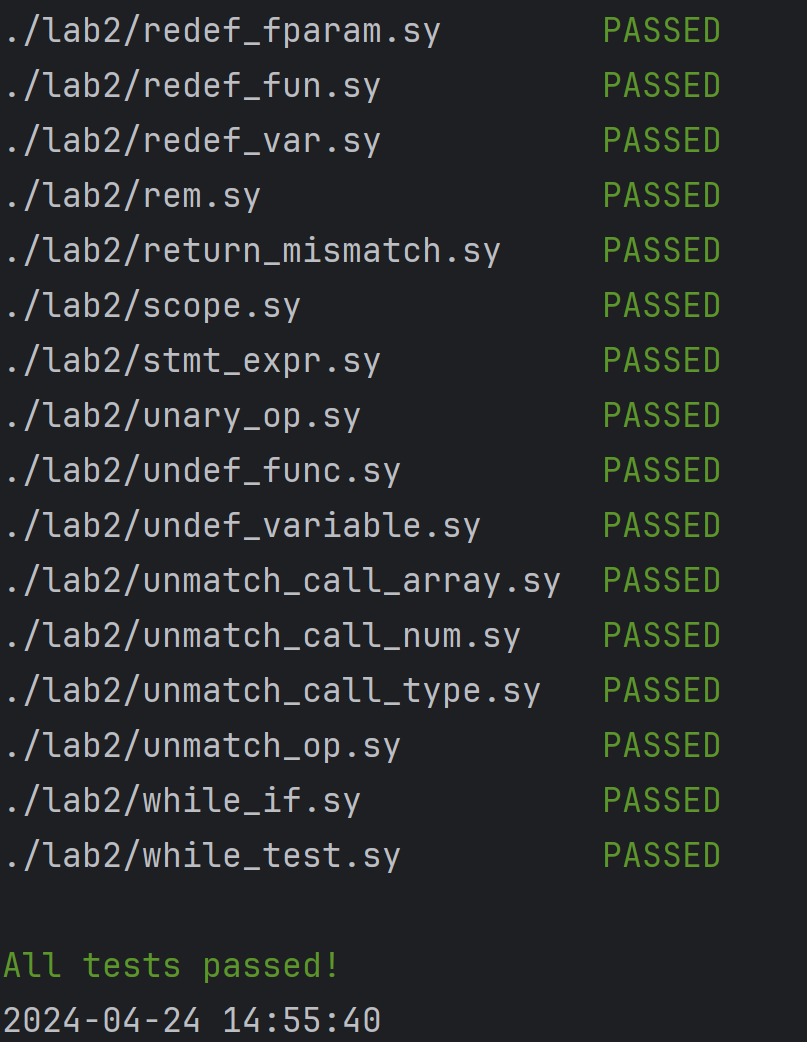 ./lab2/redef_fparam.sy PASSED
./lab2/redef_fun.sy PASSED
./lab2/redef_var.sy PASSED
./lab2/rem.sy PASSED
./lab2/return_mismatch.sy PASSED
./lab2/scope.sy PASSED
./lab2/stmt_expr.sy PASSED
./lab2/unary_op.sy PASSED
./lab2/undef_func.sy PASSED
./lab2/undef_variable.sy PASSED
./lab2/unmatch_call_array.sy PASSED
./lab2/unmatch_call_num.sy PASSED
./lab2/unmatch_call_type.sy PASSED
./lab2/unmatch_op.sy PASSED
./lab2/while_if.sy PASSED
./lab2/while_test.sy PASSED
All tests passed!
2024-04-24 14:55:40